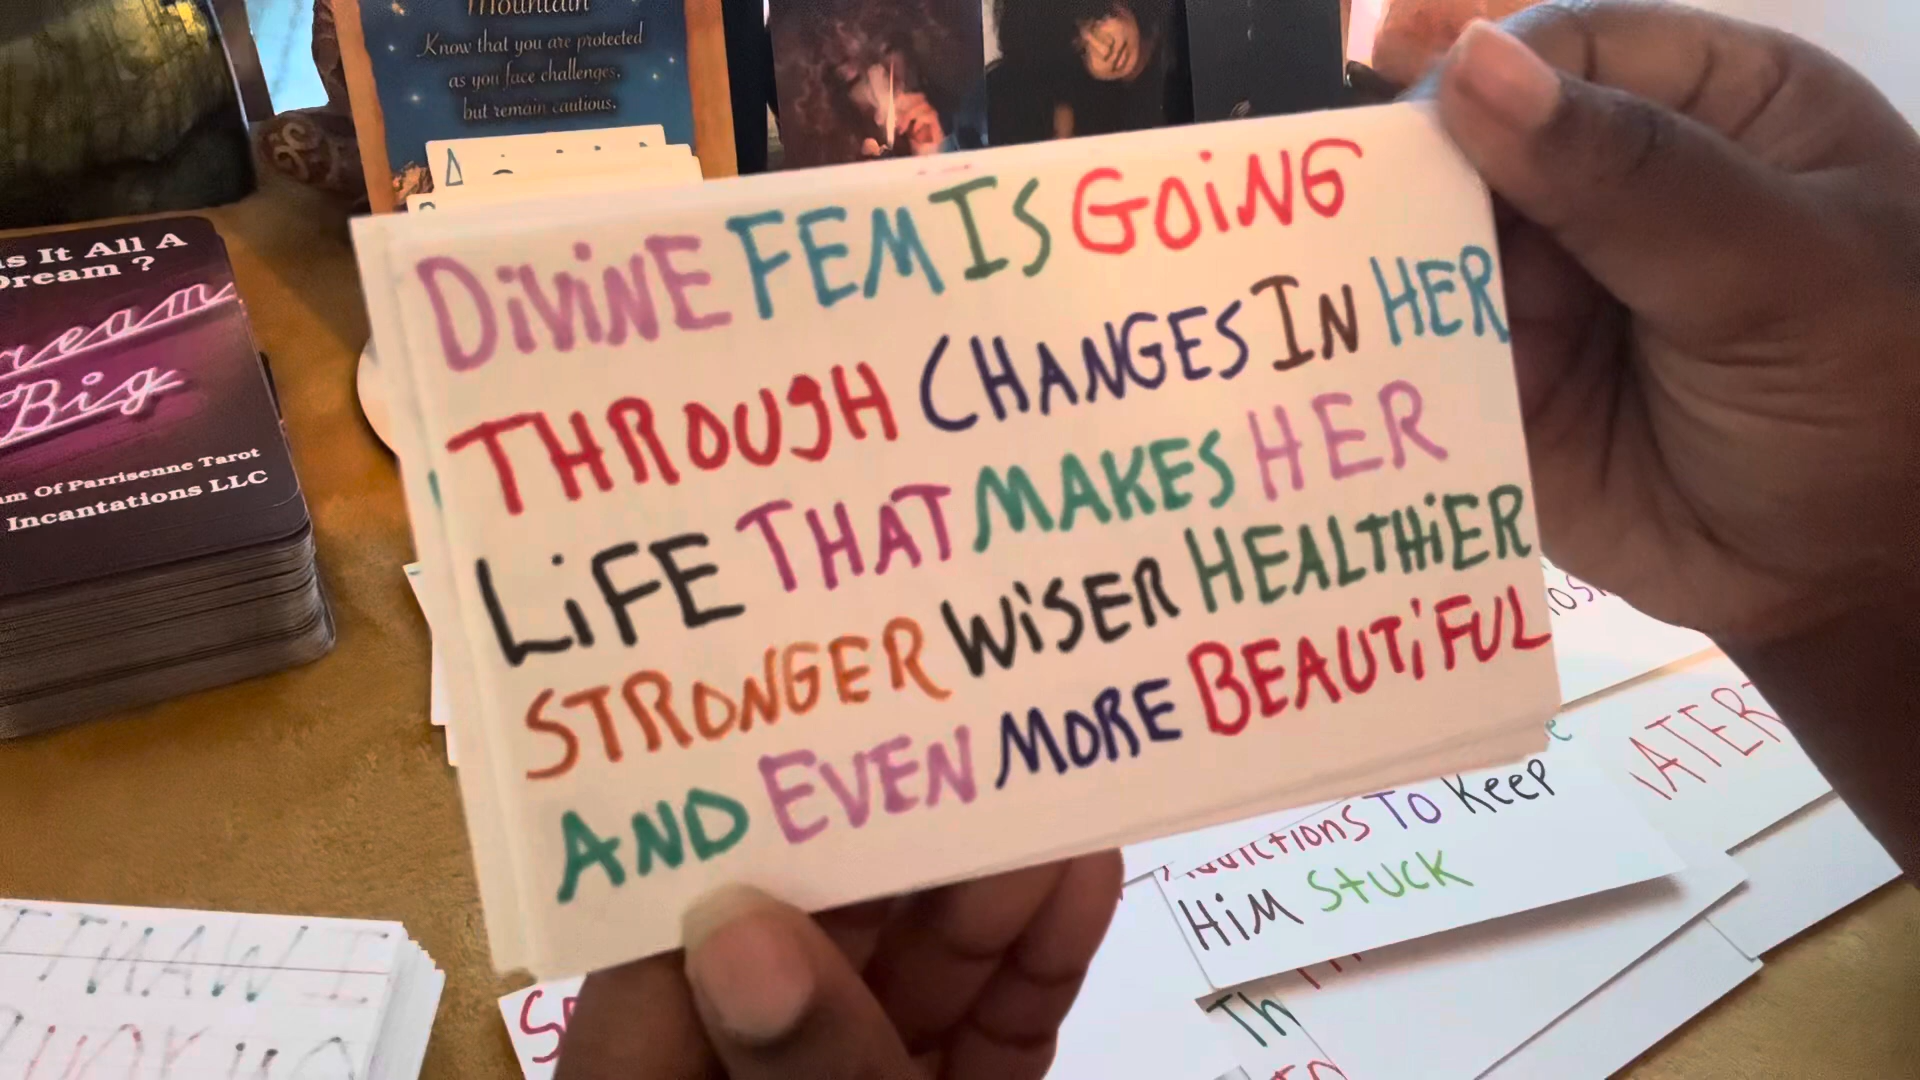 Mountain
Know that you are protected
as you face challenges,
but remain cautious.
Is It All A
Dream ?
Dream
Big
Of Parrisenne Tarot
Incantations LLC
DIVINE FEM IS GOING
THROUGH CHANGES IN HER
LIFE THAT MAKES HER
STRONGER WISER HEALTHIER
AND EVEN MORE BEAUTIFUL
Addictions To Keep
Him Stuck